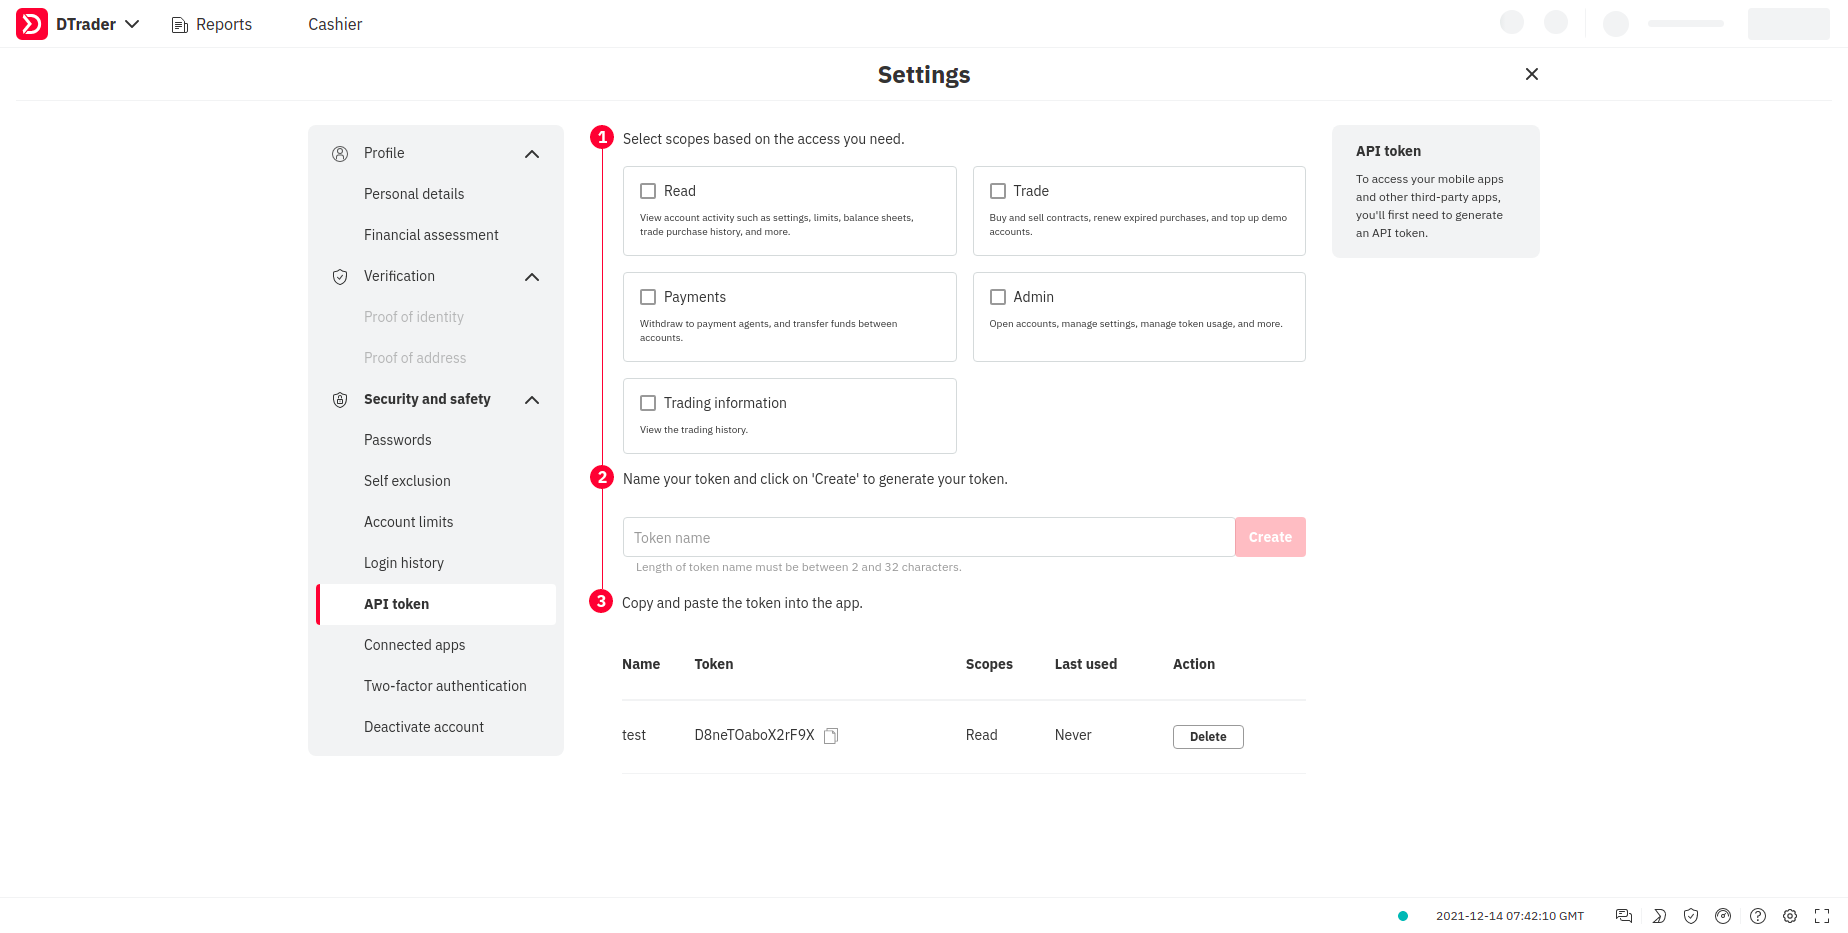 DTrader
Reports
Cashier
Settings
Profile
Personal details
Financial assessment
Verification
Proof of identity
Proof of address
Security and safety
Passwords
Self exclusion
Account limits
Login history
API token
Connected apps
Two-factor authentication
Deactivate account
1
Select scopes based on the access you need.
Read
View account activity such as settings, limits, balance sheets,
trade purchase history, and more.
Trade
Buy and sell contracts, renew expired purchases, and top up demo
accounts.
Payments
Withdraw to payment agents, and transfer funds between
accounts.
Admin
Open accounts, manage settings, manage token usage, and more.
Trading information
View the trading history.
2
Name your token and click on 'Create' to generate your token.
Token name
Create
Length of token name must be between 2 and 32 characters.
3
Copy and paste the token into the app.
Name Token Scopes Last used Action
test D8neTOaboX2rF9X Read Never Delete
API token
To access your mobile apps
and other third-party apps,
you'll first need to generate
an API token.
2021-12-14 07:42:10 GMT